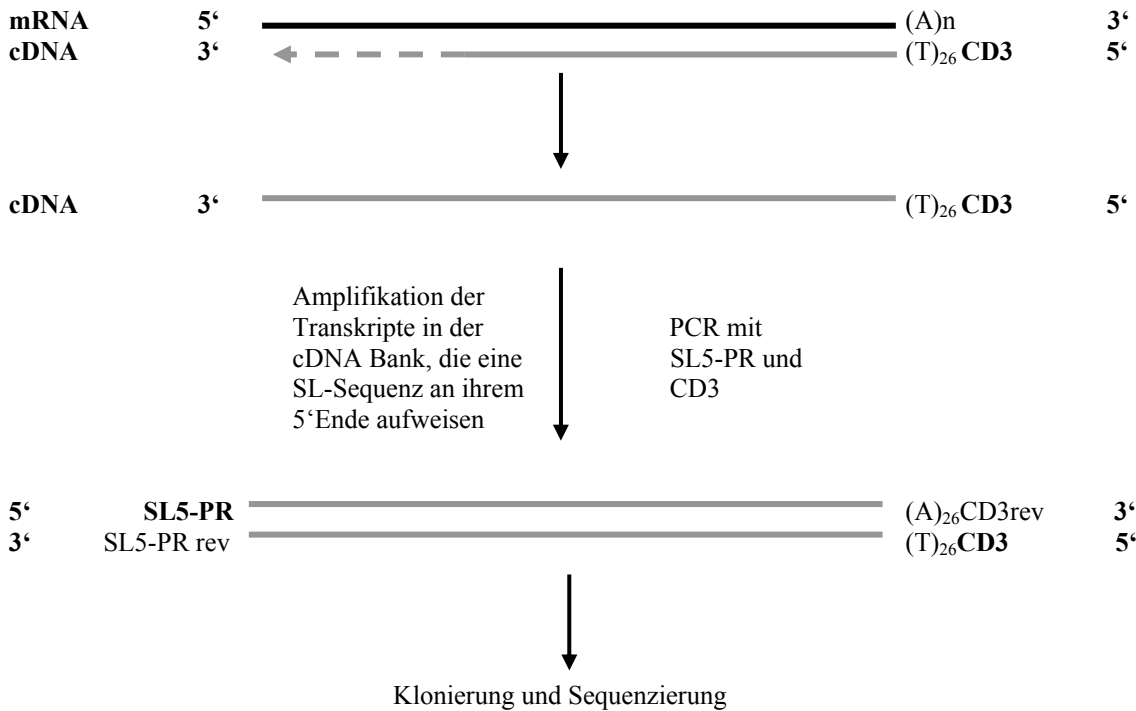 mRNA 5‘ (A)n 3‘
cDNA 3‘ (T)26 CD3 5‘
cDNA 3‘ (T)26 CD3 5‘
Amplifikation der
Transkripte in der
cDNA Bank, die eine
SL-Sequenz an ihrem
5‘Ende aufweisen
PCR mit
SL5-PR und
CD3
5‘ SL5-PR (A)26CD3rev 3‘
3‘ SL5-PR rev (T)26CD3 5‘
Klonierung und Sequenzierung